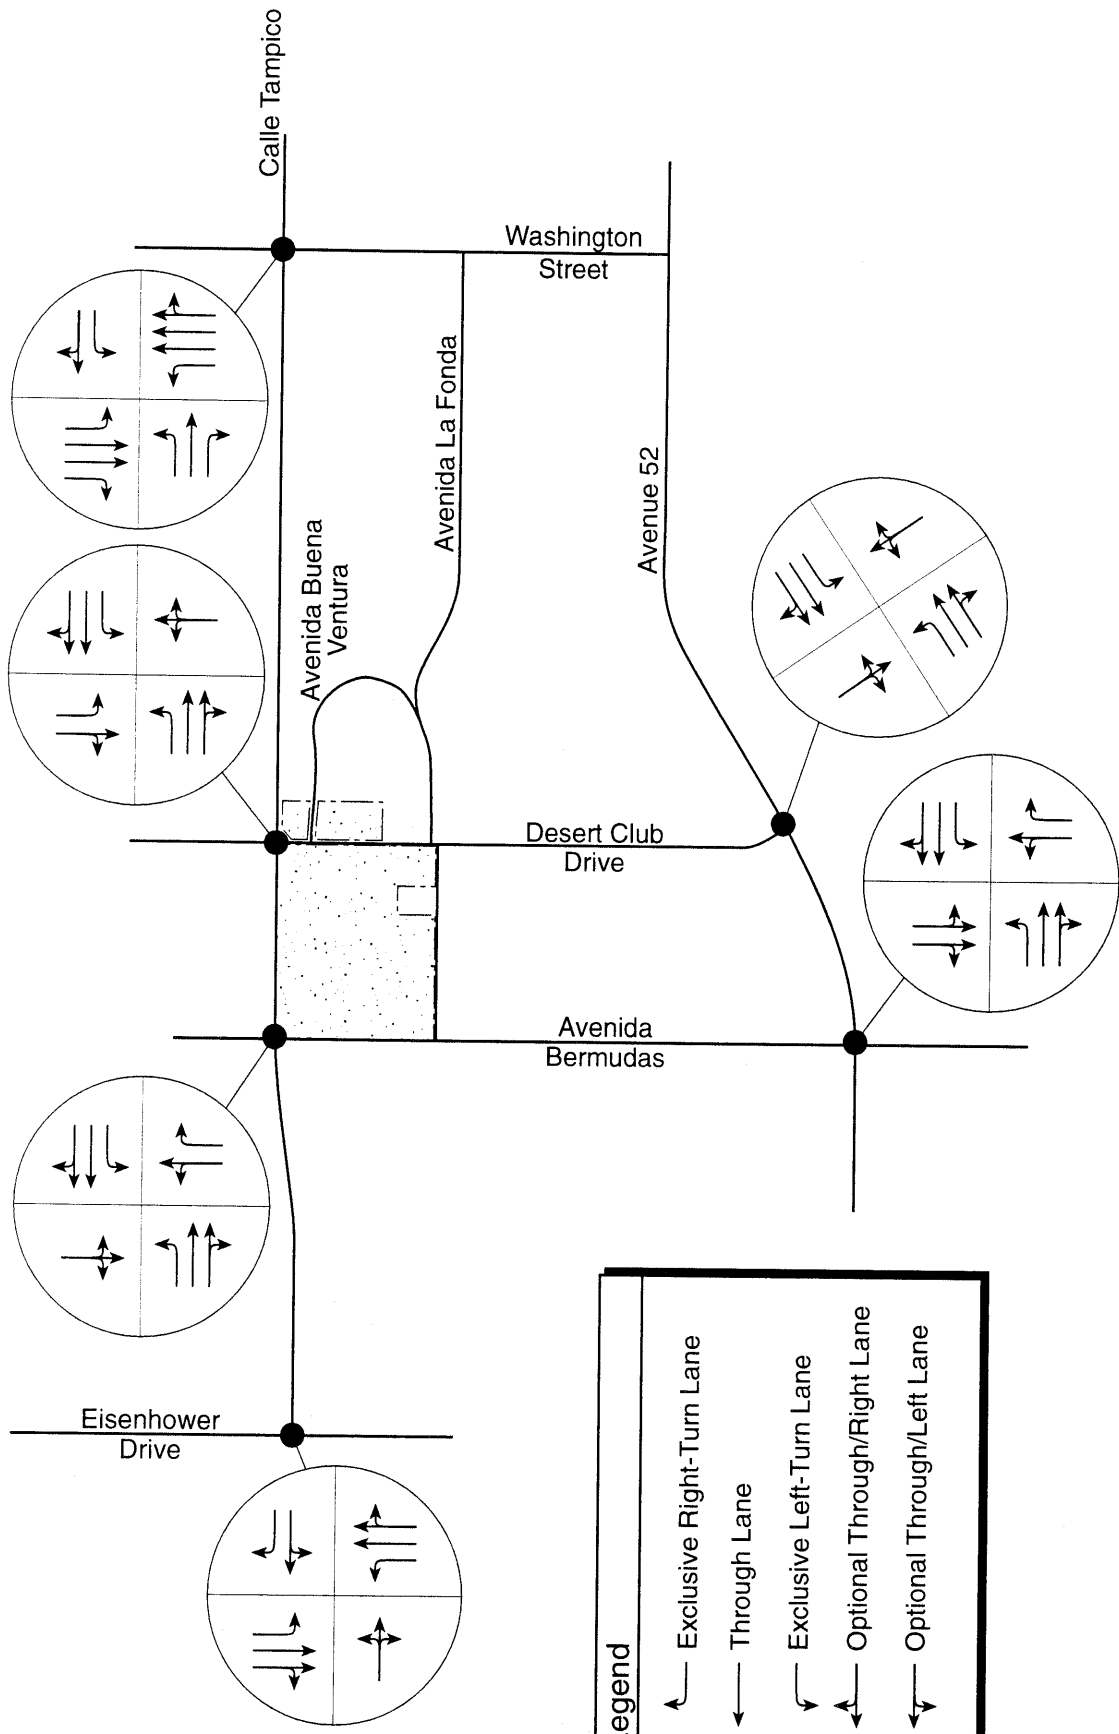 Calle Tampico
Washington
Street
Avenida La Fonda
Avenida Buena
Ventura
Avenue 52
Desert Club
Drive
Avenida
Bermudas
Eisenhower
Drive
egend
Exclusive Right-Turn Lane
Through Lane
Exclusive Left-Turn Lane
Optional Through/Right Lane
Optional Through/Left Lane